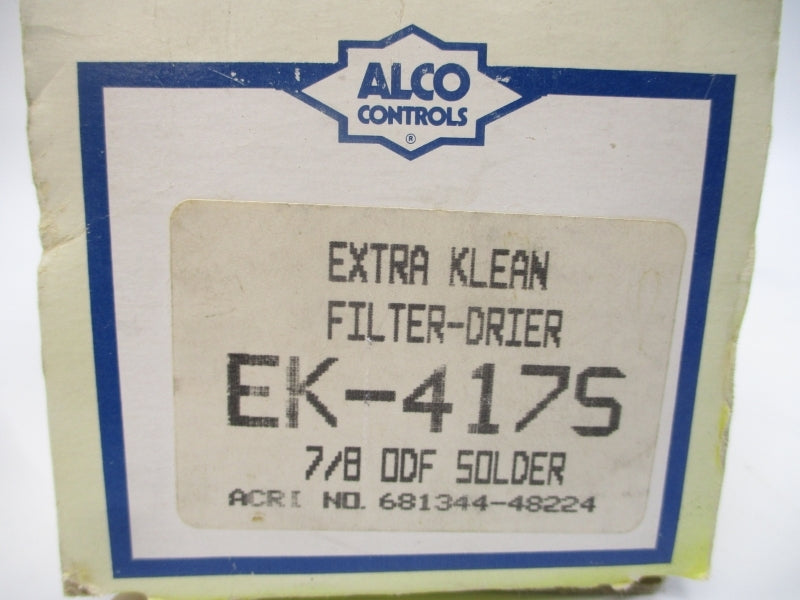 ALCO
CONTROLS
®
EXTRA KLEAN
FILTER-DRIER
EK-417S
7/8 ODF SOLDER
ACRI NO. 681344-48224